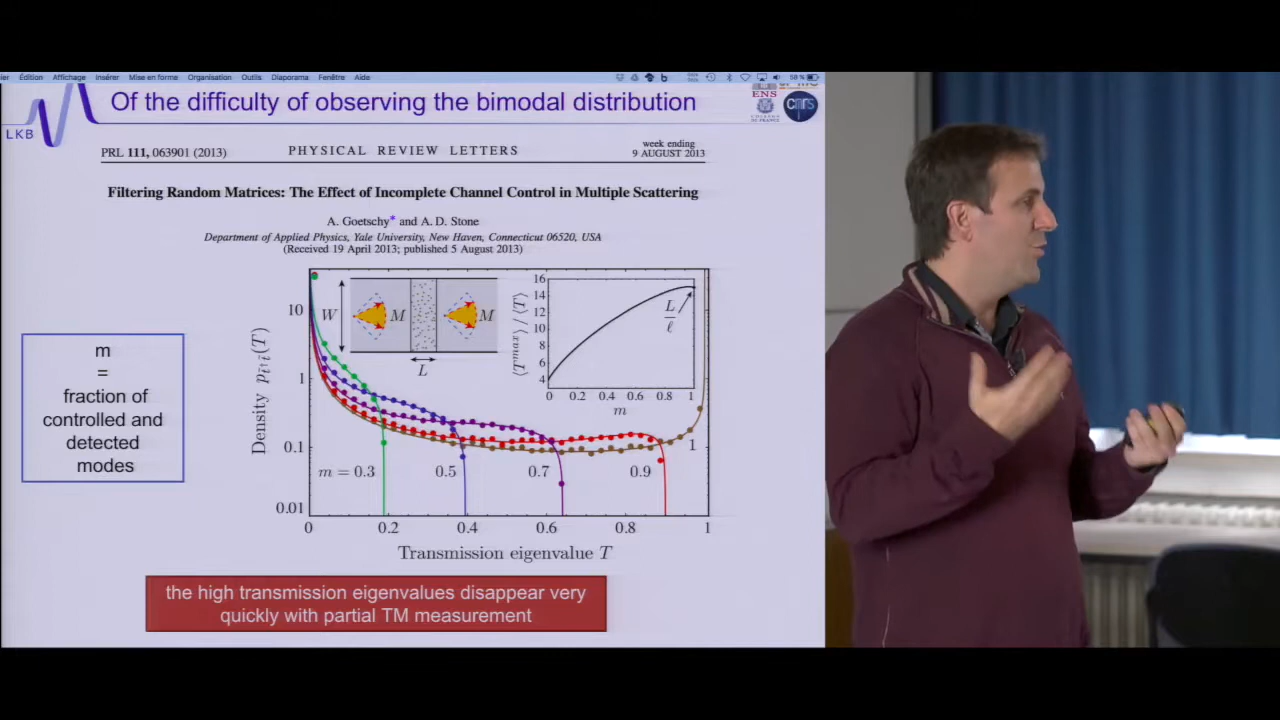 Édition Affichage Insérer Mise en forme Organisation Outils Diaporama Fenêtre Aide
50 %
Of the difficulty of observing the bimodal distribution
LKB
ENS
COLLÈGE
DE FRANCE
cnrs
PRL 111, 063901 (2013)
PHYSICAL REVIEW LETTERS
week ending
9 AUGUST 2013
Filtering Random Matrices: The Effect of Incomplete Channel Control in Multiple Scattering
A. Goetschy* and A. D. Stone
Department of Applied Physics, Yale University, New Haven, Connecticut 06520, USA
(Received 19 April 2013; published 5 August 2013)
m
=
fraction of
controlled and
detected
modes
10
1
0.1
0.01
W
M
M
L
16
14
12
10
8
6
4
L
ℓ
0 0.2 0.4 0.6 0.8 1
m
⟨T^max⟩ / ⟨T⟩
m = 0.3 0.5 0.7 0.9 1
0 0.2 0.4 0.6 0.8 1
Transmission eigenvalue T
the high transmission eigenvalues disappear very
quickly with partial TM measurement